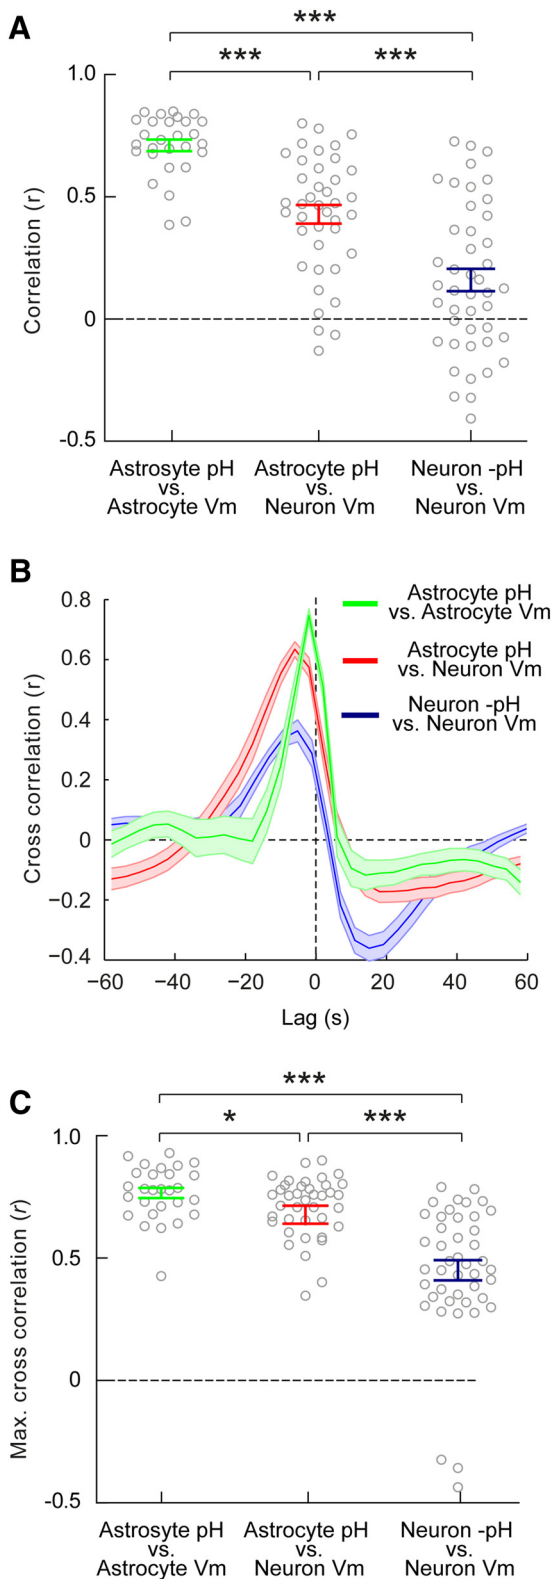 A
***
*** ***
1.0
0.5
0
-0.5
Correlation (r)
Astrosyte pH
vs.
Astrocyte Vm
Astrocyte pH
vs.
Neuron Vm
Neuron -pH
vs.
Neuron Vm
B
0.8
0.6
0.4
0.2
0
−0.2
−0.4
Cross correlation (r)
Astrocyte pH
vs. Astrocyte Vm
Astrocyte pH
vs. Neuron Vm
Neuron -pH
vs. Neuron Vm
−60 −40 −20 0 20 40 60
Lag (s)
C
***
* ***
1.0
0.5
0
-0.5
Max. cross correlation (r)
Astrosyte pH
vs.
Astrocyte Vm
Astrocyte pH
vs.
Neuron Vm
Neuron -pH
vs.
Neuron Vm